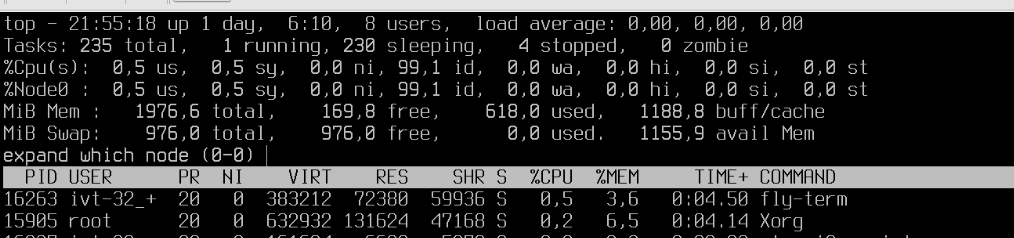 top - 21:55:18 up 1 day,  6:10,  8 users,  load average: 0,00, 0,00, 0,00
Tasks: 235 total,   1 running, 230 sleeping,   4 stopped,   0 zombie
%Cpu(s):  0,5 us,  0,5 sy,  0,0 ni, 99,1 id,  0,0 wa,  0,0 hi,  0,0 si,  0,0 st
%Node0 :  0,5 us,  0,5 sy,  0,0 ni, 99,1 id,  0,0 wa,  0,0 hi,  0,0 si,  0,0 st
MiB Mem :   1976,6 total,    169,8 free,    618,0 used,   1188,8 buff/cache
MiB Swap:    976,0 total,    976,0 free,      0,0 used.   1155,9 avail Mem
expand which node (0-0)
PID USER      PR  NI    VIRT    RES    SHR S  %CPU  %MEM     TIME+ COMMAND
16263 ivt-32_+  20   0  383212  72380  59936 S   0,5   3,6   0:04.50 fly-term
15905 root      20   0  632932 131624  47168 S   0,2   6,5   0:04.14 Xorg